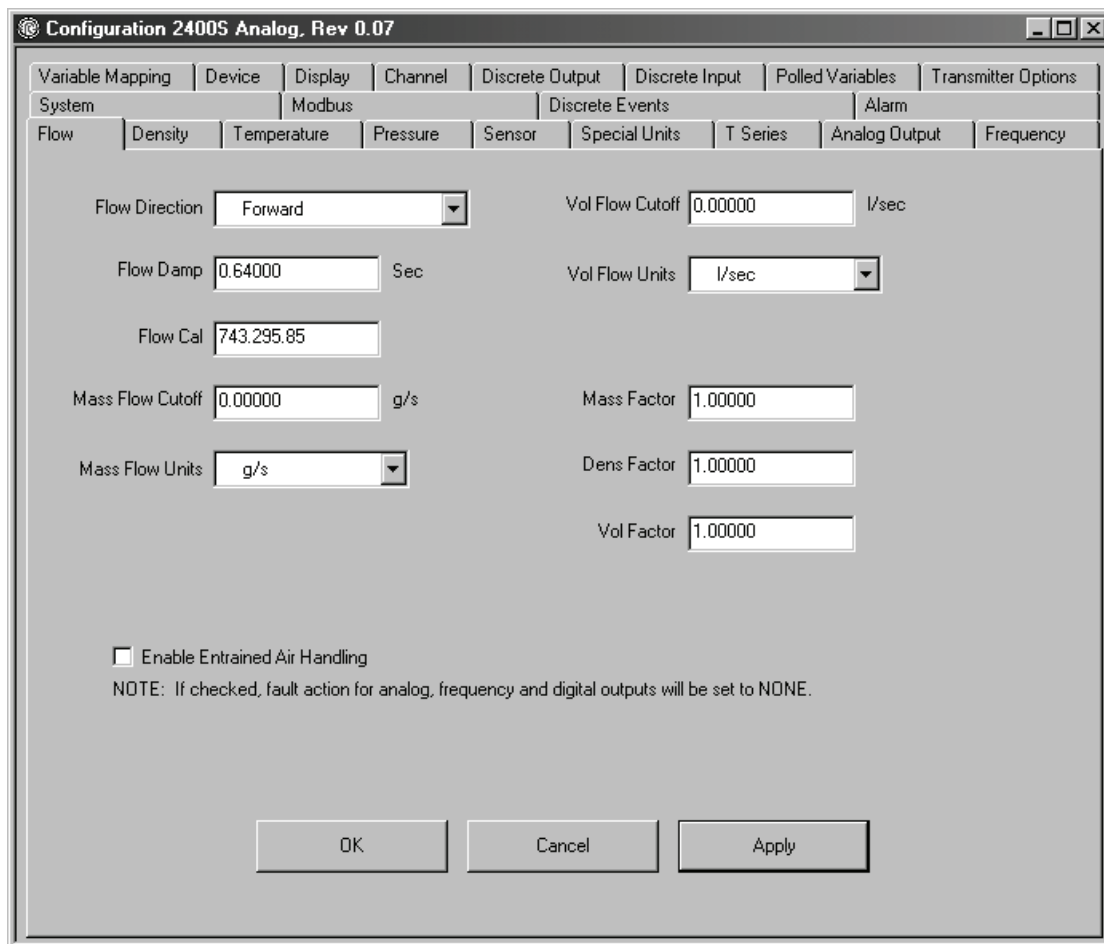 Configuration 2400S Analog, Rev 0.07
Variable Mapping Device Display Channel Discrete Output Discrete Input Polled Variables Transmitter Options
System Modbus Discrete Events Alarm
Flow Density Temperature Pressure Sensor Special Units T Series Analog Output Frequency
Flow Direction Forward
Vol Flow Cutoff 0.00000 l/sec
Flow Damp 0.64000 Sec
Vol Flow Units l/sec
Flow Cal 743.295.85
Mass Flow Cutoff 0.00000 g/s
Mass Factor 1.00000
Mass Flow Units g/s
Dens Factor 1.00000
Vol Factor 1.00000
Enable Entrained Air Handling
NOTE: If checked, fault action for analog, frequency and digital outputs will be set to NONE.
OK Cancel Apply